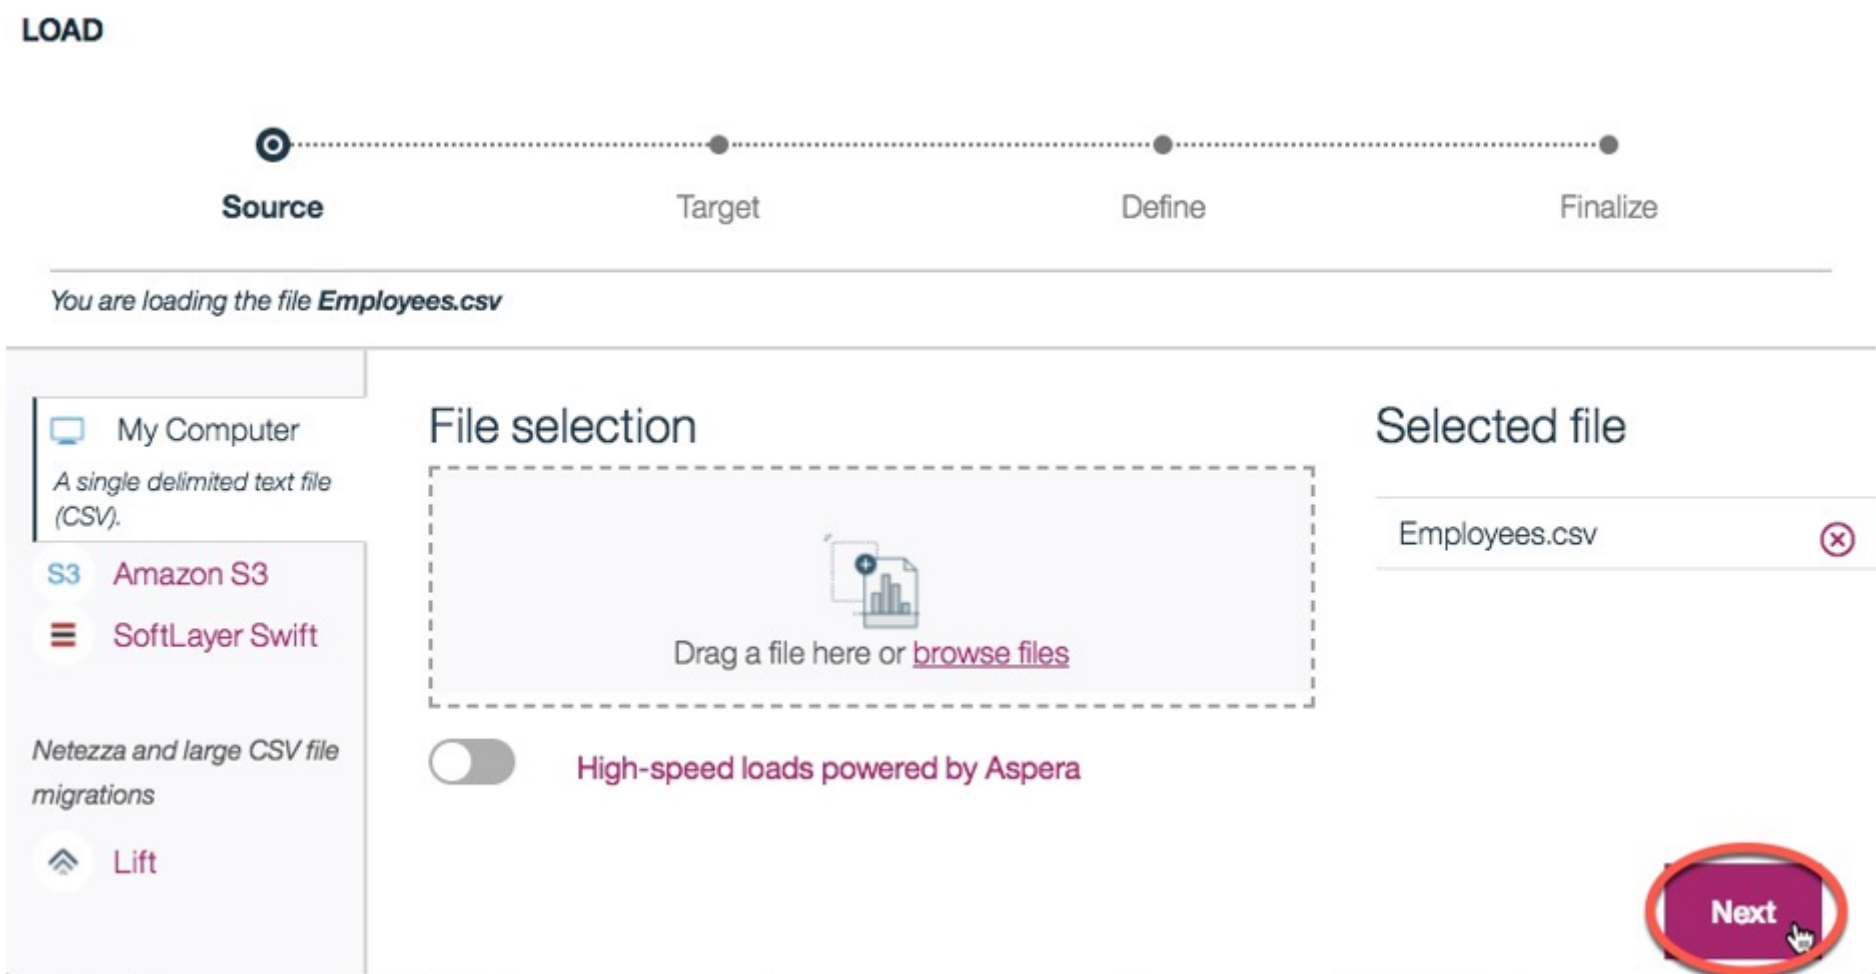 LOAD
Source
Target
Define
Finalize
You are loading the file Employees.csv
My Computer
A single delimited text file
(CSV).
S3 Amazon S3
SoftLayer Swift
Netezza and large CSV file
migrations
Lift
File selection
Drag a file here or browse files
High-speed loads powered by Aspera
Selected file
Employees.csv
Next